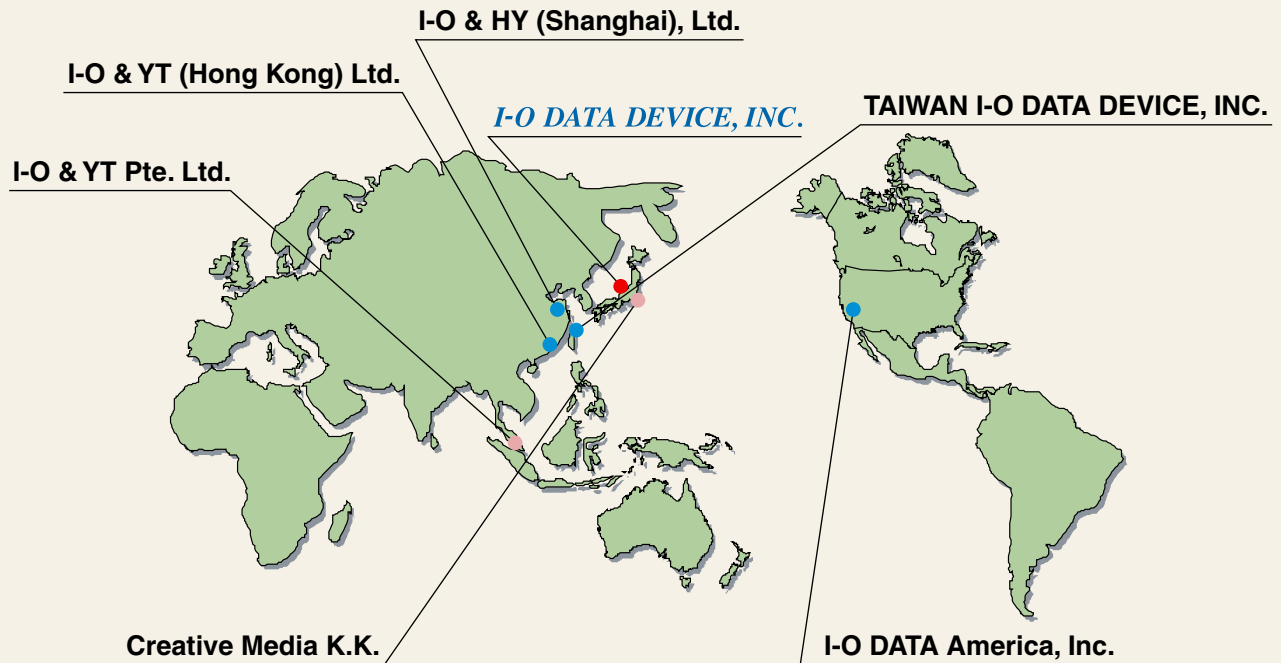 I-O & HY (Shanghai), Ltd.
I-O & YT (Hong Kong) Ltd.
I-O DATA DEVICE, INC.
TAIWAN I-O DATA DEVICE, INC.
I-O & YT Pte. Ltd.
Creative Media K.K.
I-O DATA America, Inc.